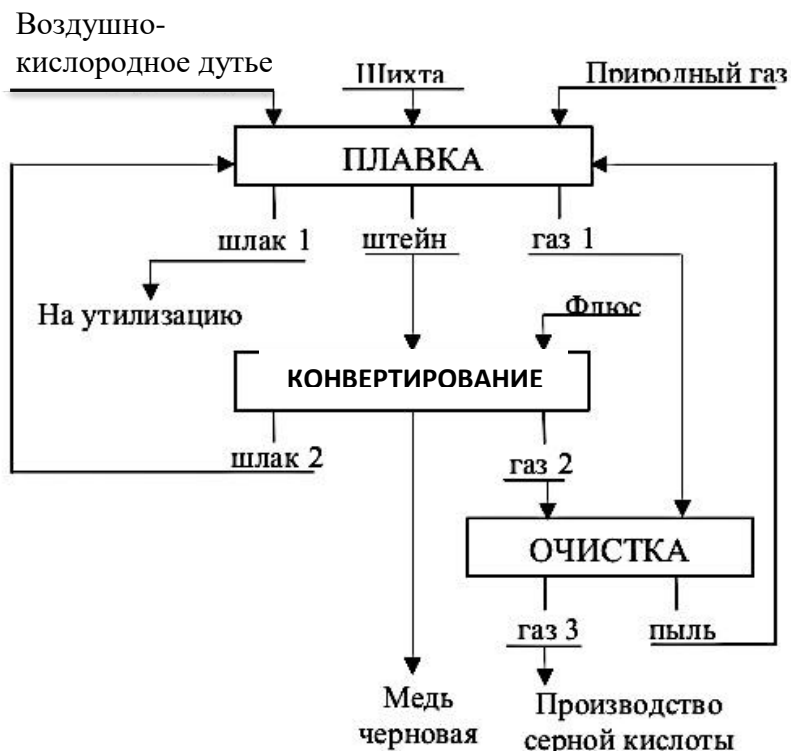 Воздушно-
кислородное дутье
Шихта
Природный газ
ПЛАВКА
шлак 1
штейн
газ 1
На утилизацию
Флюс
КОНВЕРТИРОВАНИЕ
шлак 2
газ 2
ОЧИСТКА
газ 3
пыль
Медь
черновая
Производство
серной кислоты